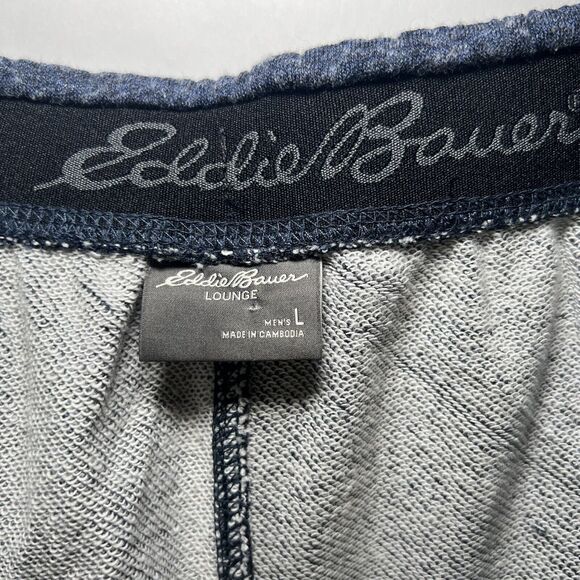 Eddie Bauer
Eddie Bauer
LOUNGE
MEN'S L
MADE IN CAMBODIA